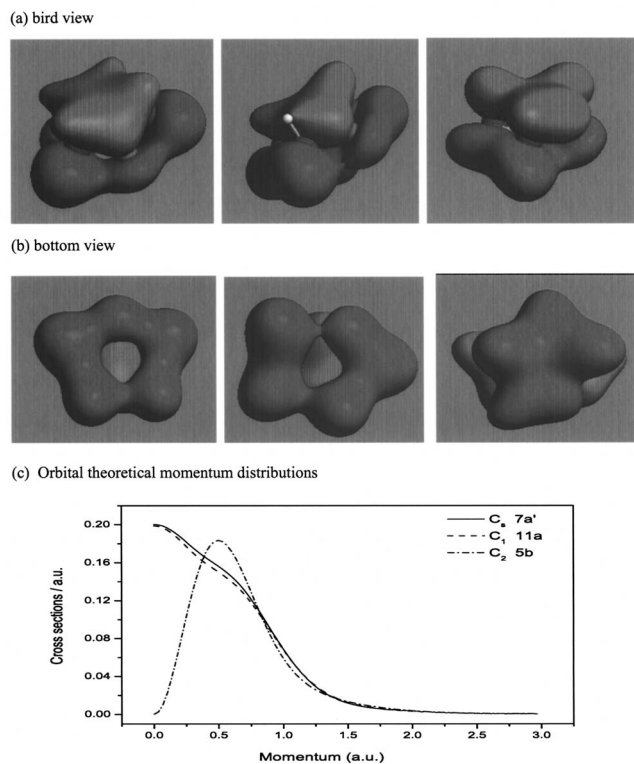 (a) bird view
(b) bottom view
(c) Orbital theoretical momentum distributions
0.20
0.16
0.12
0.08
0.04
0.00
Cross sections / a.u.
Cs 7a'
C1 11a
C2 5b
0.0 0.5 1.0 1.5 2.0 2.5 3.0
Momentum (a.u.)